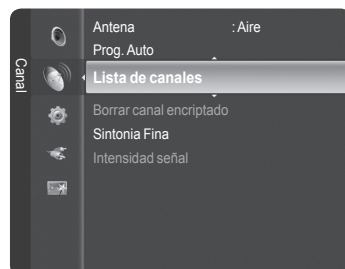 Canal
Antena : Aire
Prog. Auto
Lista de canales
Borrar canal encriptado
Sintonia Fina
Intensidad señal